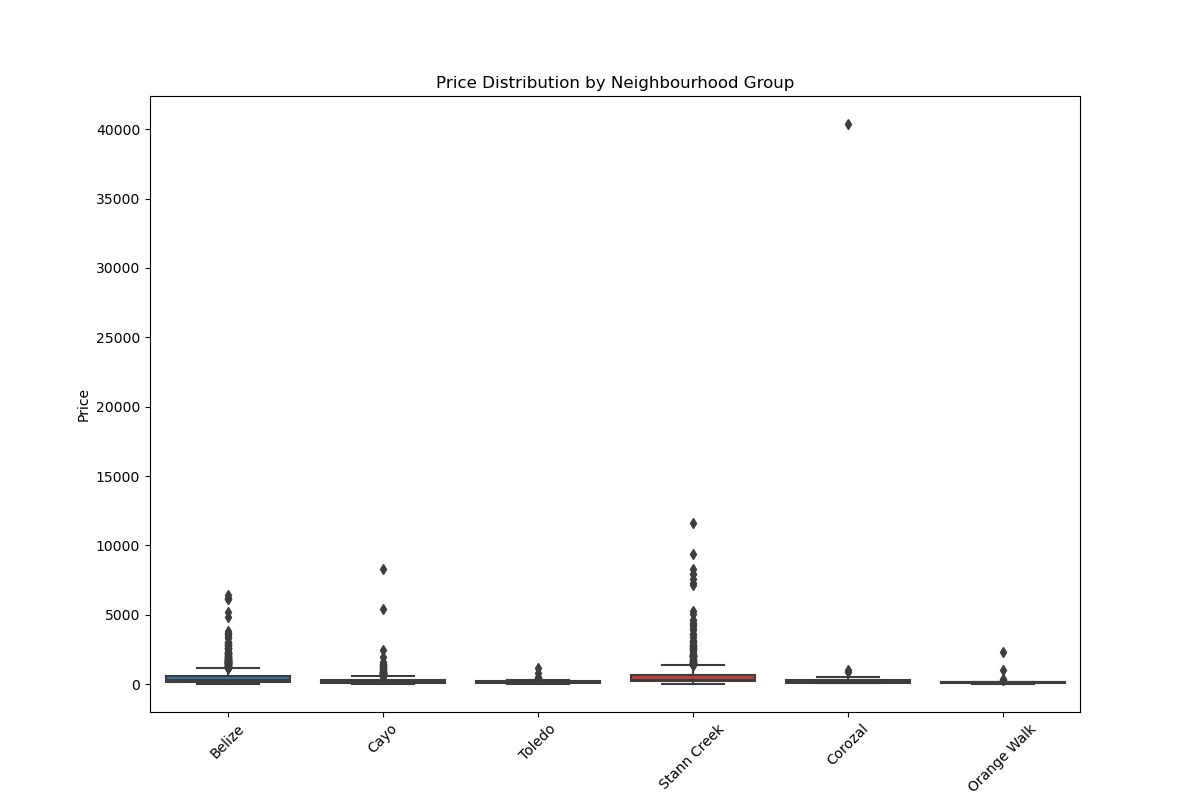 Price Distribution by Neighbourhood Group
40000
35000
30000
25000
20000
15000
10000
5000
0
Price
Belize
Cayo
Toledo
Stann Creek
Corozal
Orange Walk